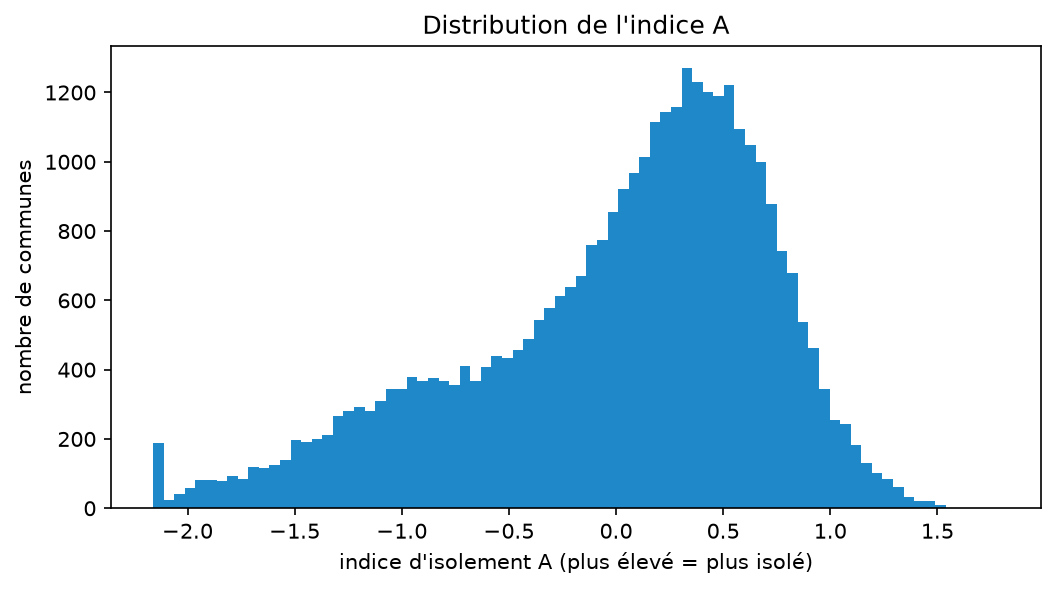 Distribution de l'indice A
nombre de communes
1200
1000
800
600
400
200
0
−2.0 −1.5 −1.0 −0.5 0.0 0.5 1.0 1.5
indice d'isolement A (plus élevé = plus isolé)